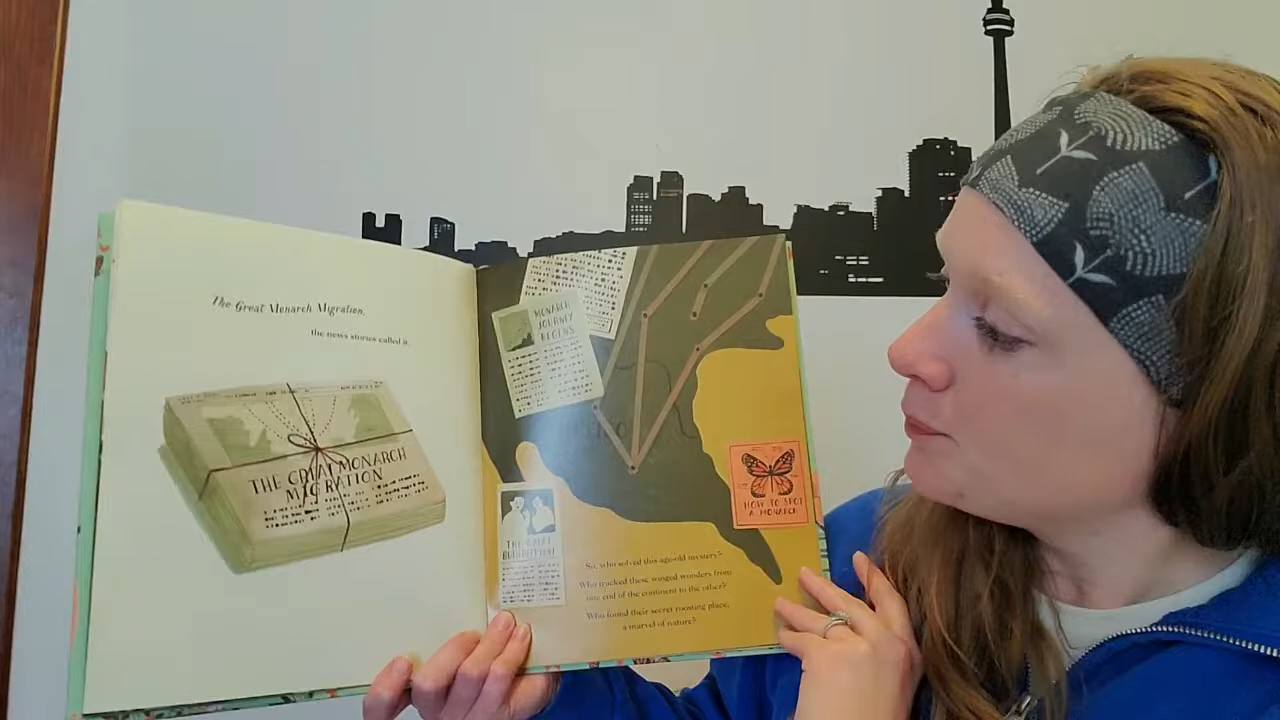 The Great Monarch Migration,
the news stories called it.
THE GREAT MONARCH
MIGRATION
MONARCH
JOURNEY
BEGINS
HOW TO SPOT
A MONARCH
THE GREAT
So, who solved this age-old mystery?
Who tracked these winged wonders from
one end of the continent to the other?
Who found their secret roosting place,
a marvel of nature?